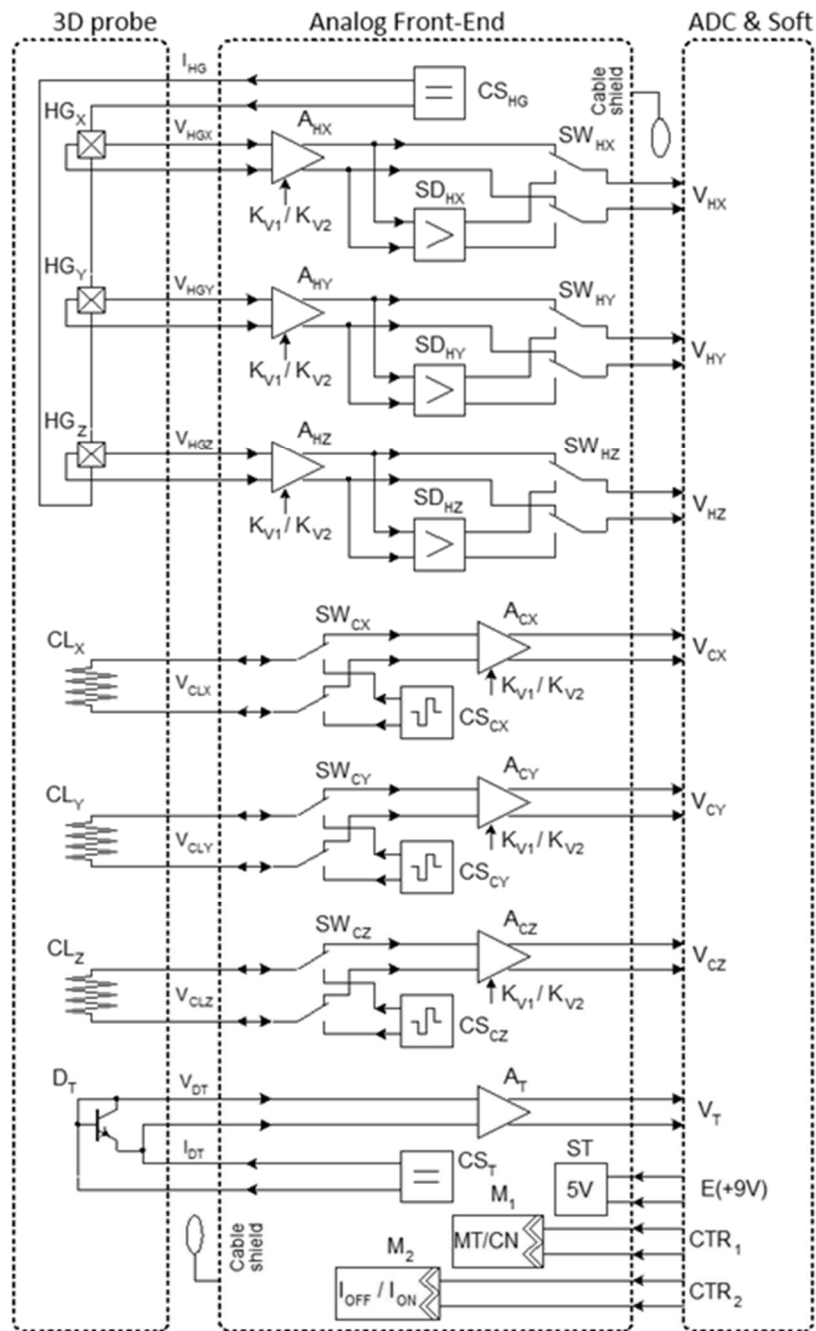 3D probe
Analog Front-End
ADC & Soft
I_HG
CS_HG
Cable shield
HG_X
V_HGX
A_HX
SW_HX
SD_HX
K_V1 / K_V2
V_HX
HG_Y
V_HGY
A_HY
SW_HY
SD_HY
K_V1 / K_V2
V_HY
HG_Z
V_HGZ
A_HZ
SW_HZ
SD_HZ
K_V1 / K_V2
V_HZ
CL_X
SW_CX
A_CX
V_CX
V_CLX
K_V1 / K_V2
CS_CX
CL_Y
SW_CY
A_CY
V_CY
V_CLY
K_V1 / K_V2
CS_CY
CL_Z
SW_CZ
A_CZ
V_CZ
V_CLZ
K_V1 / K_V2
CS_CZ
D_T
V_DT
A_T
V_T
I_DT
CS_T
ST
5V
E(+9V)
M_1
MT/CN
CTR_1
Cable shield
M_2
I_OFF / I_ON
CTR_2